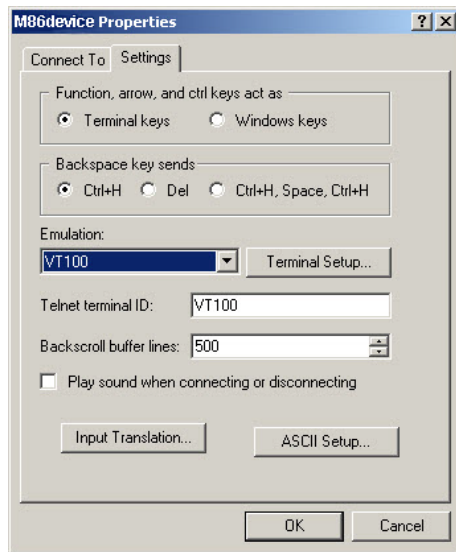 M86device Properties
Connect To Settings
Function, arrow, and ctrl keys act as
Terminal keys Windows keys
Backspace key sends
Ctrl+H Del Ctrl+H, Space, Ctrl+H
Emulation:
VT100 Terminal Setup...
Telnet terminal ID: VT100
Backscroll buffer lines: 500
Play sound when connecting or disconnecting
Input Translation... ASCII Setup...
OK Cancel